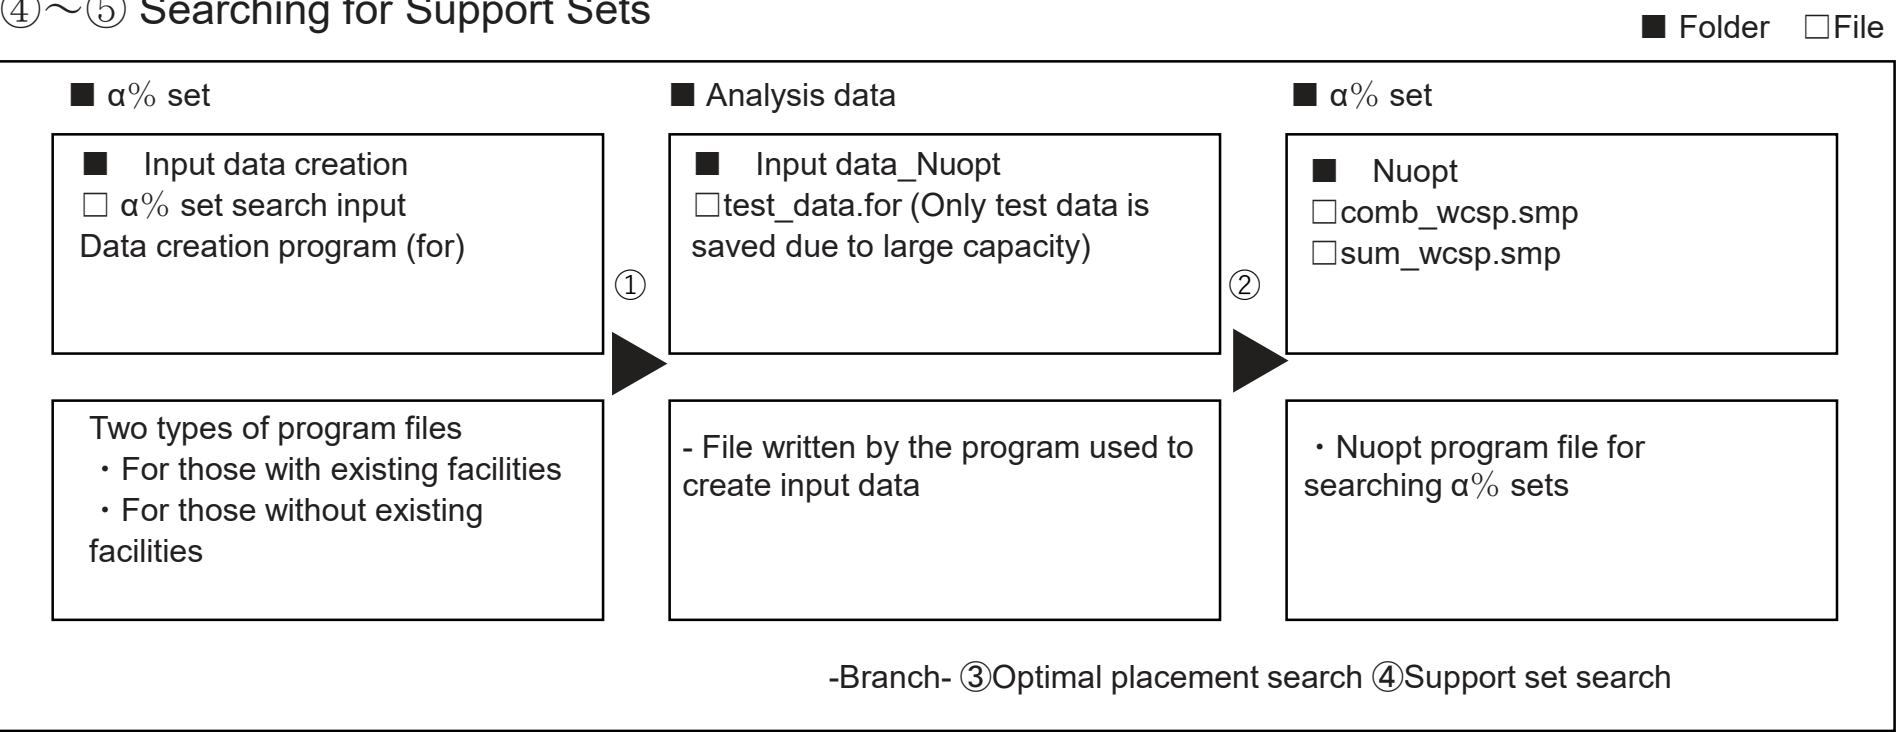 ④～⑤ Searching for Support Sets
■ Folder □File
■ α% set
■ Input data creation
□ α% set search input
Data creation program (for)
Two types of program files
・For those with existing facilities
・For those without existing
facilities
①
■ Analysis data
■ Input data_Nuopt
□test_data.for (Only test data is
saved due to large capacity)
- File written by the program used to
create input data
②
■ α% set
■ Nuopt
□comb_wcsp.smp
□sum_wcsp.smp
・Nuopt program file for
searching α% sets
-Branch- ③Optimal placement search ④Support set search